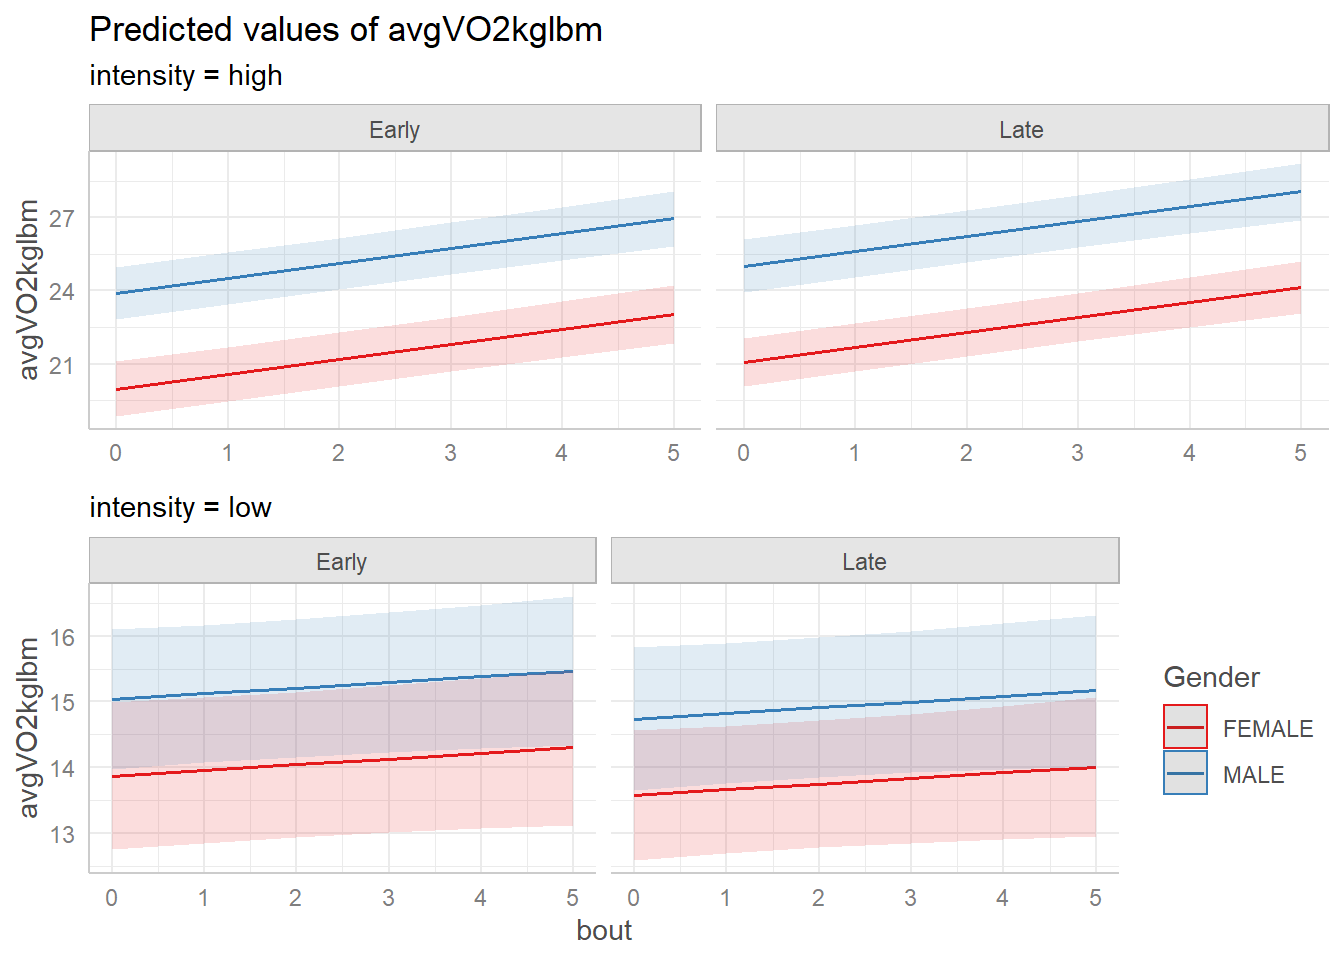 Predicted values of avgVO2kglbm
intensity = high
Early
Late
avgVO2kglbm
27
24
21
0 1 2 3 4 5
0 1 2 3 4 5
intensity = low
Early
Late
avgVO2kglbm
16
15
14
13
0 1 2 3 4 5
0 1 2 3 4 5
bout
Gender
FEMALE
MALE